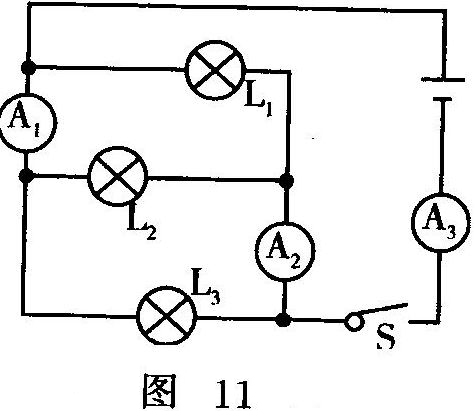 L₁
A₁
L₂
A₂
A₃
L₃
S
图 11